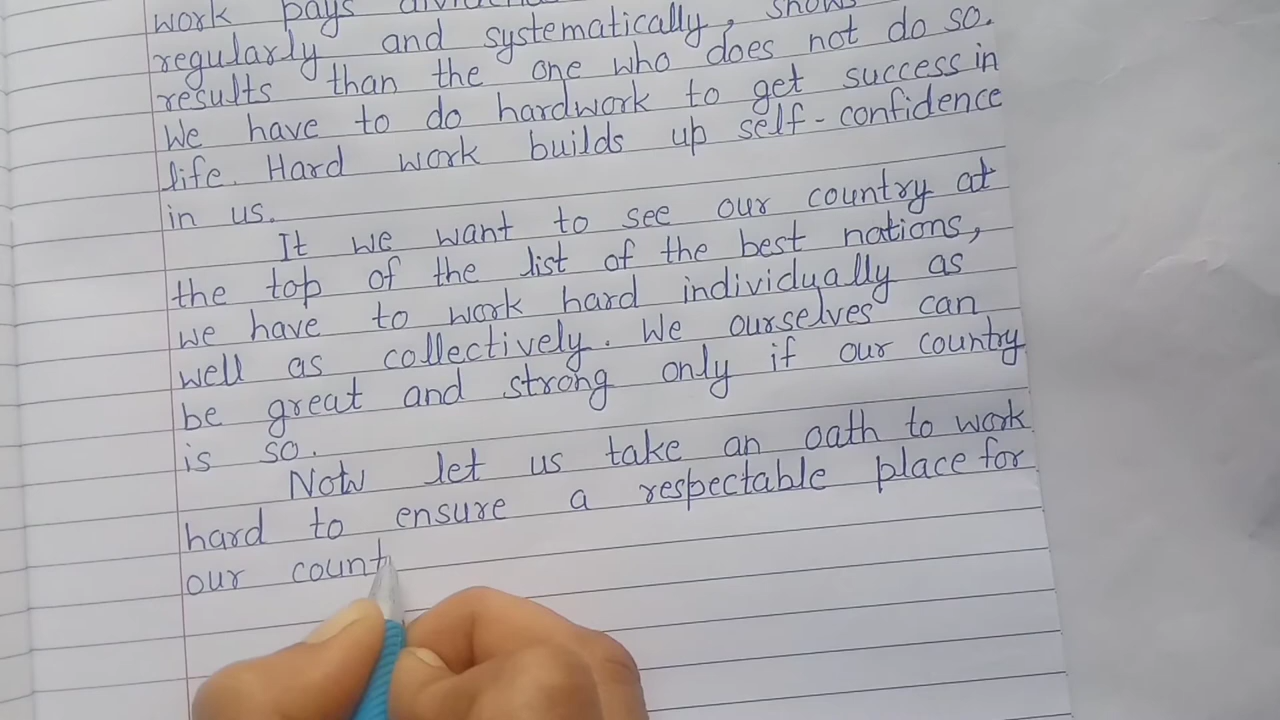 work pays
regularly and systematically, shows
results than the one who does not do so.
We have to do hardwork to get success in
life. Hard work builds up self-confidence
in us.
It we want to see our country at
the top of the list of the best nations,
we have to work hard individually as
well as collectively. We ourselves can
be great and strong only if our country
is so.
Now let us take an oath to work
hard to ensure a respectable place for
our count